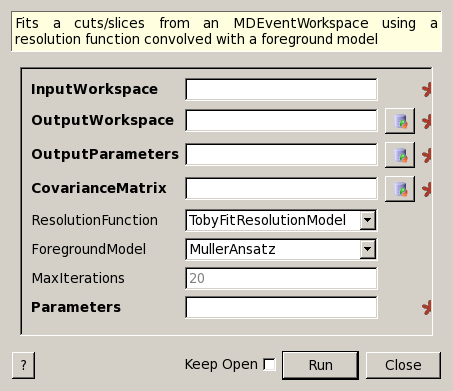 Fits a cuts/slices from an MDEventWorkspace using a
resolution function convolved with a foreground model
InputWorkspace
OutputWorkspace
OutputParameters
CovarianceMatrix
ResolutionFunction TobyFitResolutionModel
ForegroundModel MullerAnsatz
MaxIterations 20
Parameters
? Keep Open Run Close